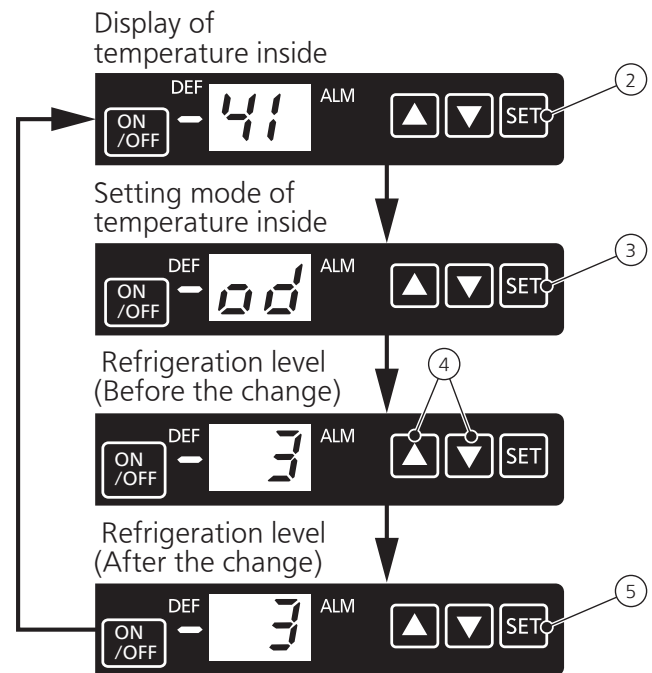 Display of
temperature inside
DEF
ALM
ON
/OFF
41
SET
2
Setting mode of
temperature inside
DEF
ALM
ON
/OFF
od
SET
3
Refrigeration level
(Before the change)
4
DEF
ALM
ON
/OFF
3
SET
Refrigeration level
(After the change)
DEF
ALM
ON
/OFF
3
SET
5